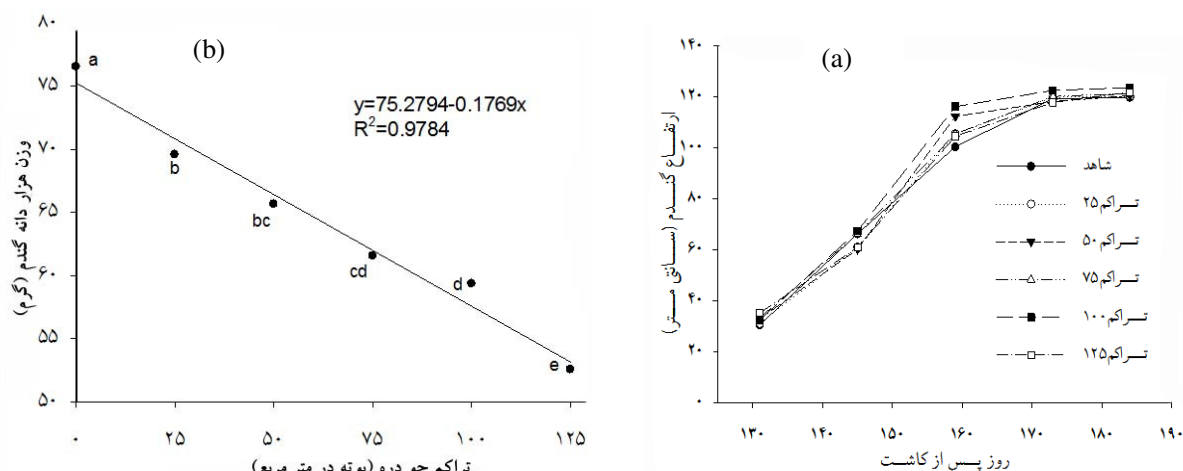 (b)
۸۰
۷۵
۷۰
۶۵
۶۰
۵۵
۵۰
وزن هزار دانه گندم (گرم)
a
b
bc
cd
d
e
y=75.2794-0.1769x
R²=0.9784
۰ ۲۵ ۵۰ ۷۵ ۱۰۰ ۱۲۵
تراکم جو دره (بوته در متر مربع)
(a)
۱۴۰
۱۲۰
۱۰۰
۸۰
۶۰
۴۰
۲۰
۰
ارتفاع گندم (سانتی متر)
شاهد
تراکم۲۵
تراکم۵۰
تراکم۷۵
تراکم۱۰۰
تراکم۱۲۵
۱۳۰ ۱۴۰ ۱۵۰ ۱۶۰ ۱۷۰ ۱۸۰ ۱۹۰
روز پس از کاشت